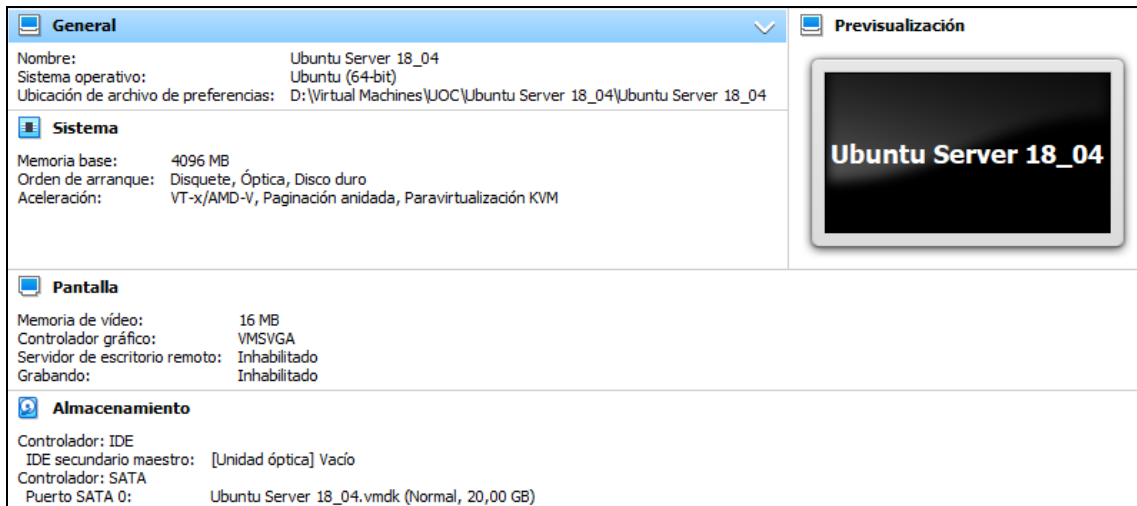 General
Nombre: Ubuntu Server 18_04
Sistema operativo: Ubuntu (64-bit)
Ubicación de archivo de preferencias: D:\Virtual Machines\UOC\Ubuntu Server 18_04\Ubuntu Server 18_04
Previsualización
Ubuntu Server 18_04
Sistema
Memoria base: 4096 MB
Orden de arranque: Disquete, Óptica, Disco duro
Aceleración: VT-x/AMD-V, Paginación anidada, Paravirtualización KVM
Pantalla
Memoria de vídeo: 16 MB
Controlador gráfico: VMSVGA
Servidor de escritorio remoto: Inhabilitado
Grabando: Inhabilitado
Almacenamiento
Controlador: IDE
IDE secundario maestro: [Unidad óptica] Vacío
Controlador: SATA
Puerto SATA 0: Ubuntu Server 18_04.vmdk (Normal, 20,00 GB)